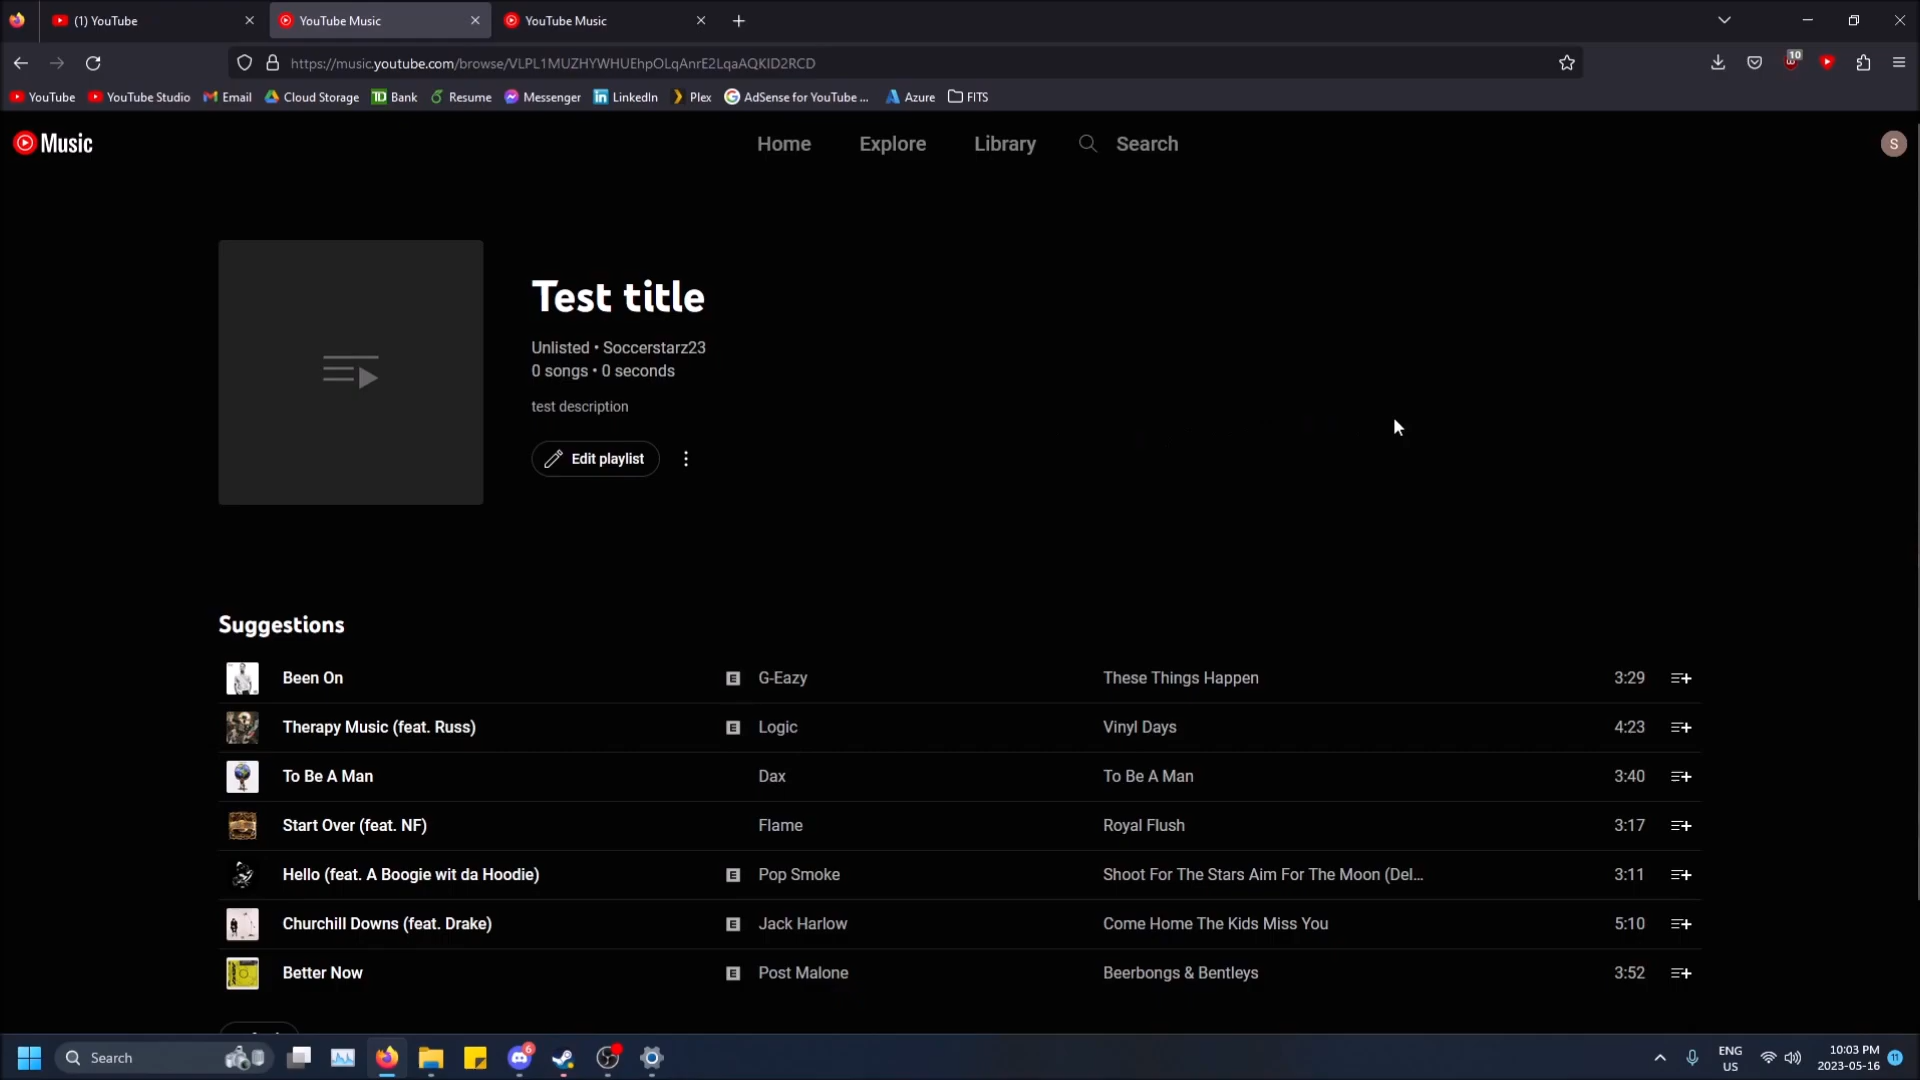 (1) YouTube
YouTube Music
YouTube Music
https://music.youtube.com/browse/VLPL1MUZHYWHUEhpOLqAnrE2LqaAQKID2RCD
10
YouTube
YouTube Studio
Email
Cloud Storage
TD Bank
Resume
Messenger
LinkedIn
Plex
AdSense for YouTube ...
Azure
FITS
Music
Home
Explore
Library
Search
S
Test title
Unlisted • Soccerstarz23
0 songs • 0 seconds
test description
Edit playlist
Suggestions
Been On E G-Eazy These Things Happen 3:29
Therapy Music (feat. Russ) E Logic Vinyl Days 4:23
To Be A Man Dax To Be A Man 3:40
Start Over (feat. NF) Flame Royal Flush 3:17
Hello (feat. A Boogie wit da Hoodie) E Pop Smoke Shoot For The Stars Aim For The Moon (Del... 3:11
Churchill Downs (feat. Drake) E Jack Harlow Come Home The Kids Miss You 5:10
Better Now E Post Malone Beerbongs & Bentleys 3:52
Search
6
ENG
US
10:03 PM
2023-05-16
11